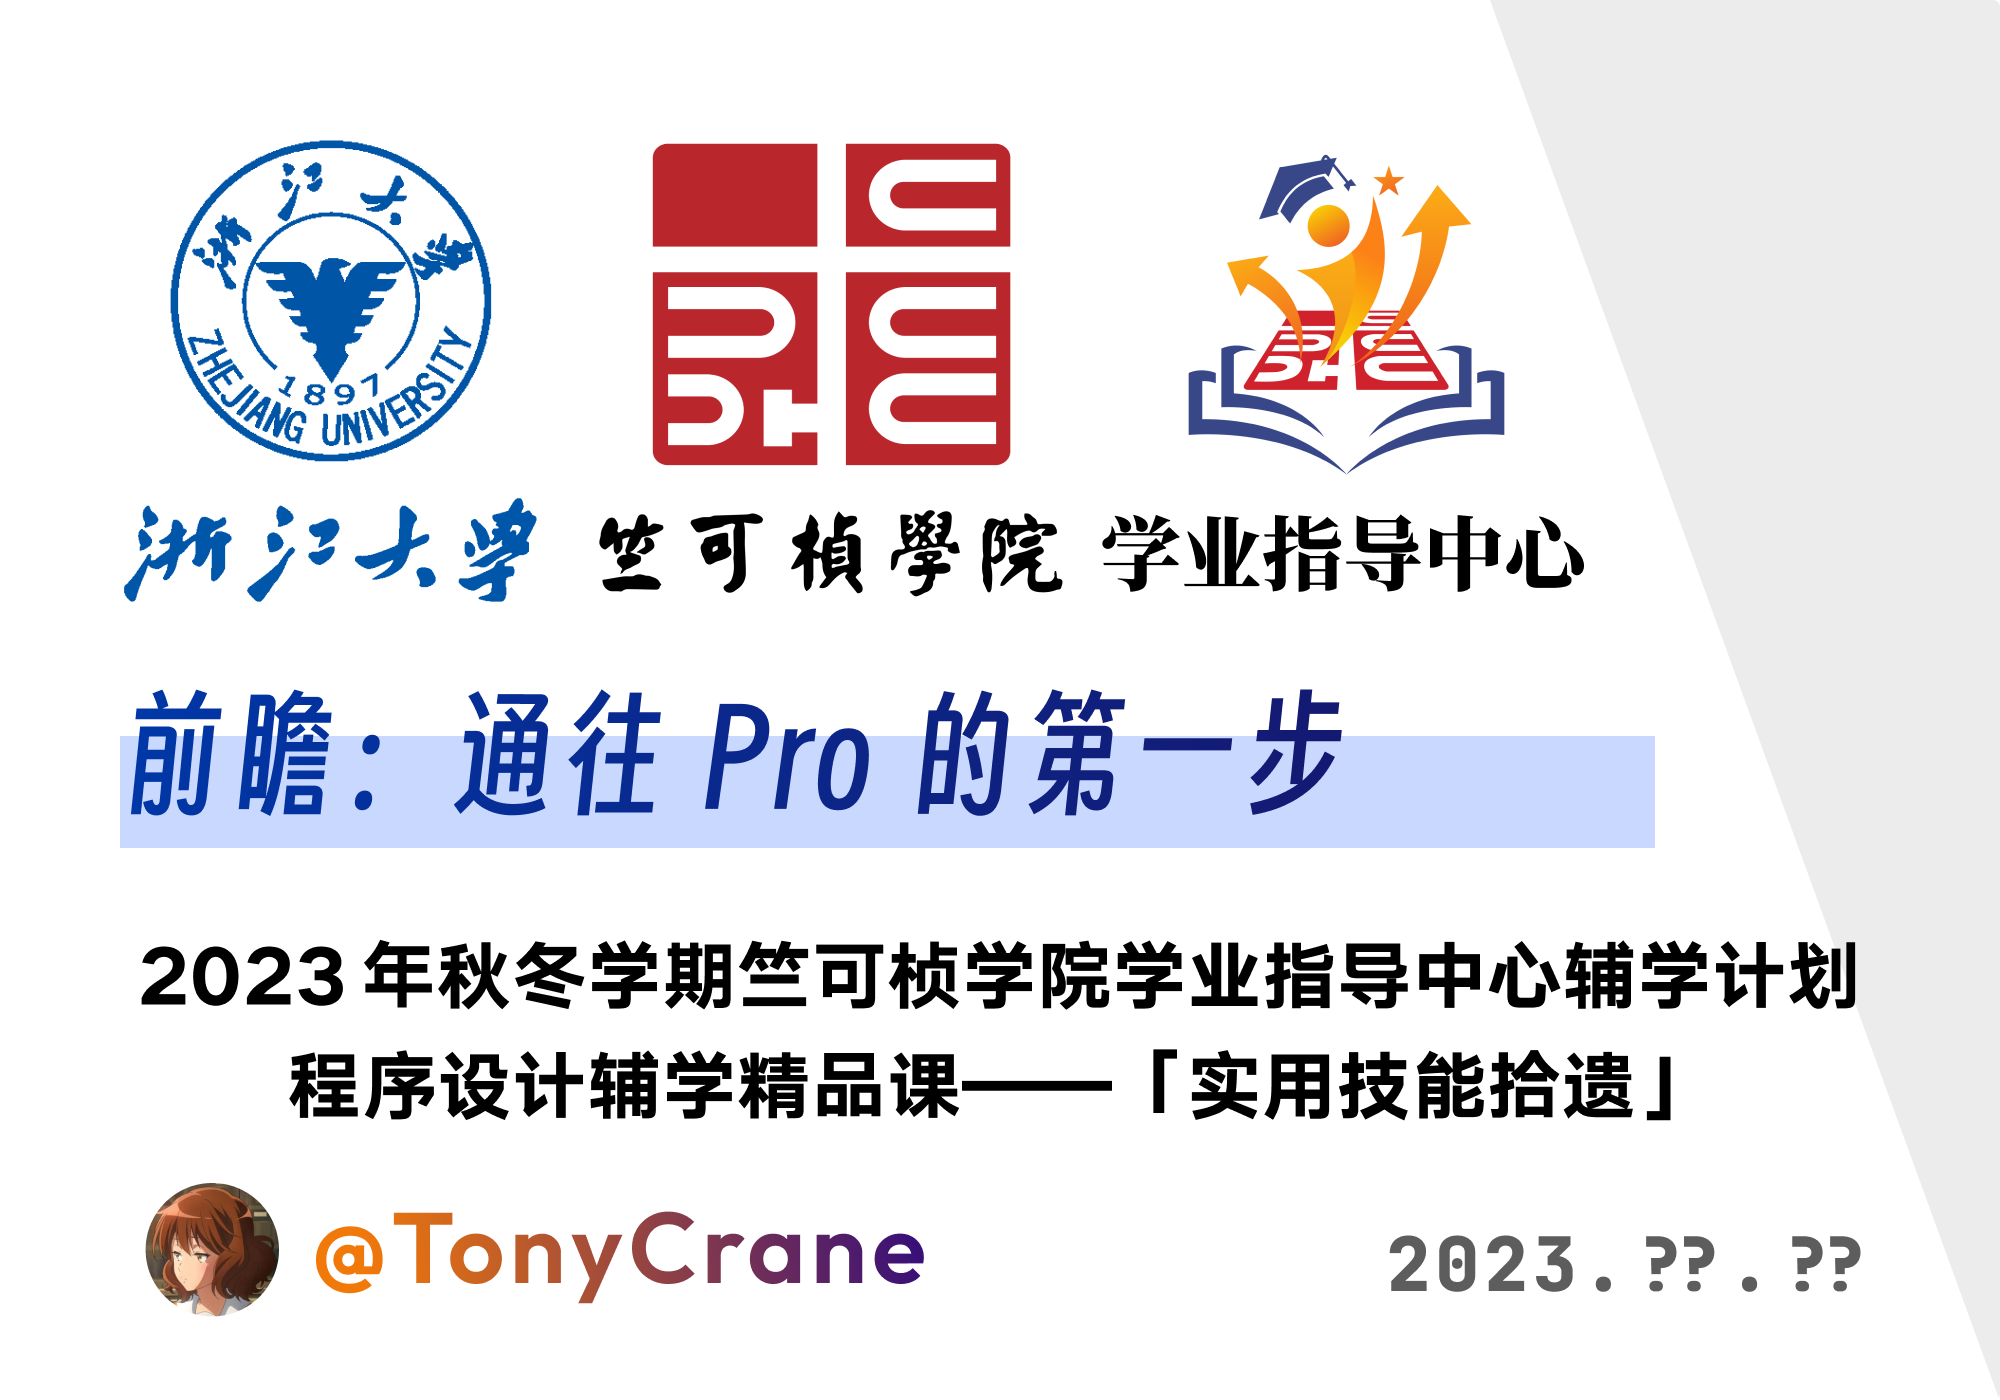 浙江大學
ZHEJIANG UNIVERSITY
1897
浙江大學 竺可桢學院 学业指导中心
前瞻：通往 Pro 的第一步
2023 年秋冬学期竺可桢学院学业指导中心辅学计划
程序设计辅学精品课——「实用技能拾遗」
@TonyCrane 2023.??.??